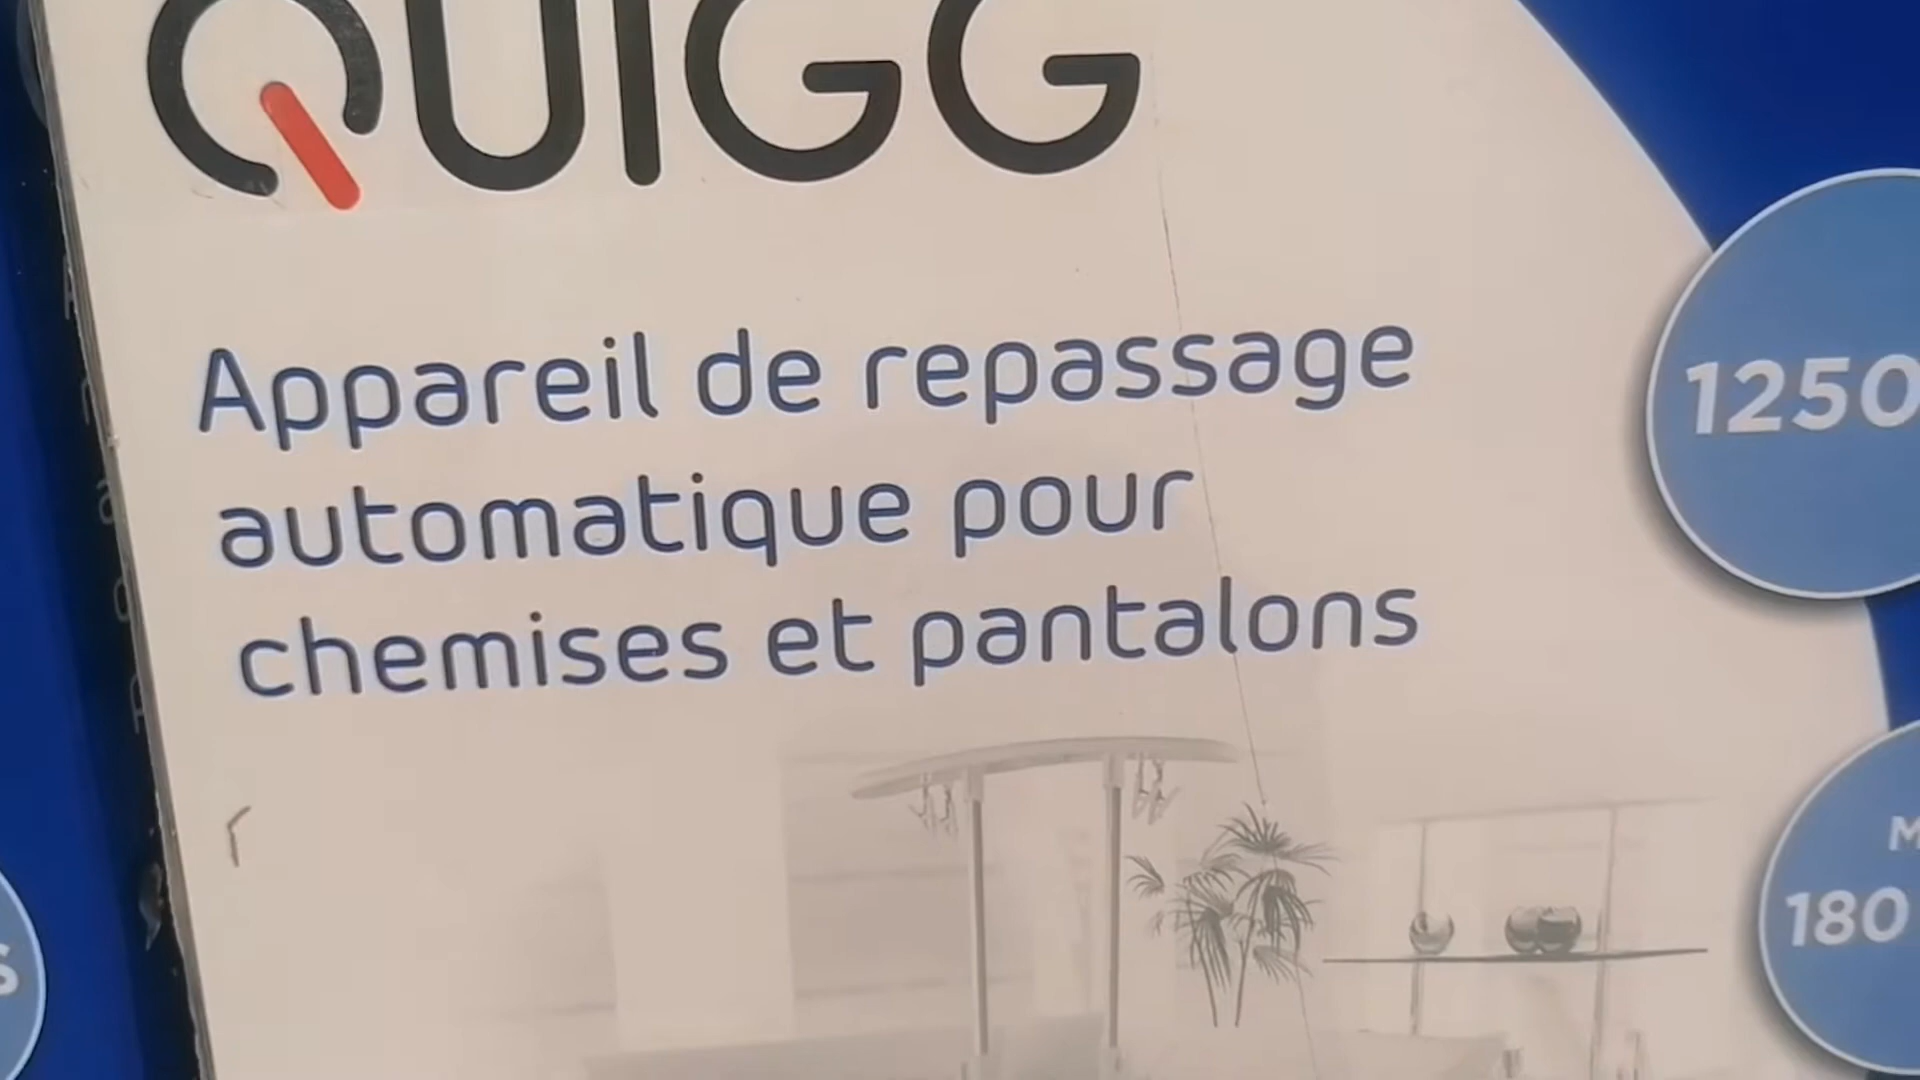 QUIGG
Appareil de repassage
automatique pour
chemises et pantalons
1250
180